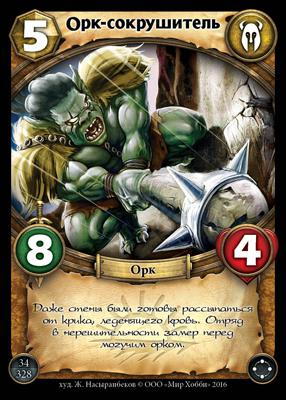 5
Орк-сокрушитель
8
Орк
4
Даже стены были готовы рассыпаться
от крика, леденящего кровь. Отряд
в нерешительности замер перед
могучим орком.
34
328
худ. Ж. Насыранбеков © ООО «Мир Хобби» 2016